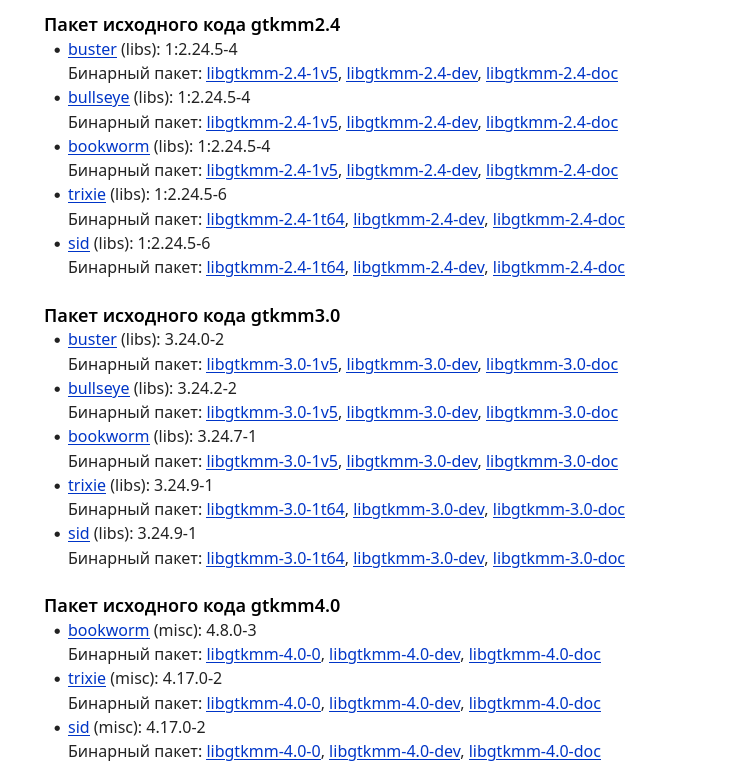 Пакет исходного кода gtkmm2.4
• buster (libs): 1:2.24.5-4
Бинарный пакет: libgtkmm-2.4-1v5, libgtkmm-2.4-dev, libgtkmm-2.4-doc
• bullseye (libs): 1:2.24.5-4
Бинарный пакет: libgtkmm-2.4-1v5, libgtkmm-2.4-dev, libgtkmm-2.4-doc
• bookworm (libs): 1:2.24.5-4
Бинарный пакет: libgtkmm-2.4-1v5, libgtkmm-2.4-dev, libgtkmm-2.4-doc
• trixie (libs): 1:2.24.5-6
Бинарный пакет: libgtkmm-2.4-1t64, libgtkmm-2.4-dev, libgtkmm-2.4-doc
• sid (libs): 1:2.24.5-6
Бинарный пакет: libgtkmm-2.4-1t64, libgtkmm-2.4-dev, libgtkmm-2.4-doc
Пакет исходного кода gtkmm3.0
• buster (libs): 3.24.0-2
Бинарный пакет: libgtkmm-3.0-1v5, libgtkmm-3.0-dev, libgtkmm-3.0-doc
• bullseye (libs): 3.24.2-2
Бинарный пакет: libgtkmm-3.0-1v5, libgtkmm-3.0-dev, libgtkmm-3.0-doc
• bookworm (libs): 3.24.7-1
Бинарный пакет: libgtkmm-3.0-1v5, libgtkmm-3.0-dev, libgtkmm-3.0-doc
• trixie (libs): 3.24.9-1
Бинарный пакет: libgtkmm-3.0-1t64, libgtkmm-3.0-dev, libgtkmm-3.0-doc
• sid (libs): 3.24.9-1
Бинарный пакет: libgtkmm-3.0-1t64, libgtkmm-3.0-dev, libgtkmm-3.0-doc
Пакет исходного кода gtkmm4.0
• bookworm (misc): 4.8.0-3
Бинарный пакет: libgtkmm-4.0-0, libgtkmm-4.0-dev, libgtkmm-4.0-doc
• trixie (misc): 4.17.0-2
Бинарный пакет: libgtkmm-4.0-0, libgtkmm-4.0-dev, libgtkmm-4.0-doc
• sid (misc): 4.17.0-2
Бинарный пакет: libgtkmm-4.0-0, libgtkmm-4.0-dev, libgtkmm-4.0-doc